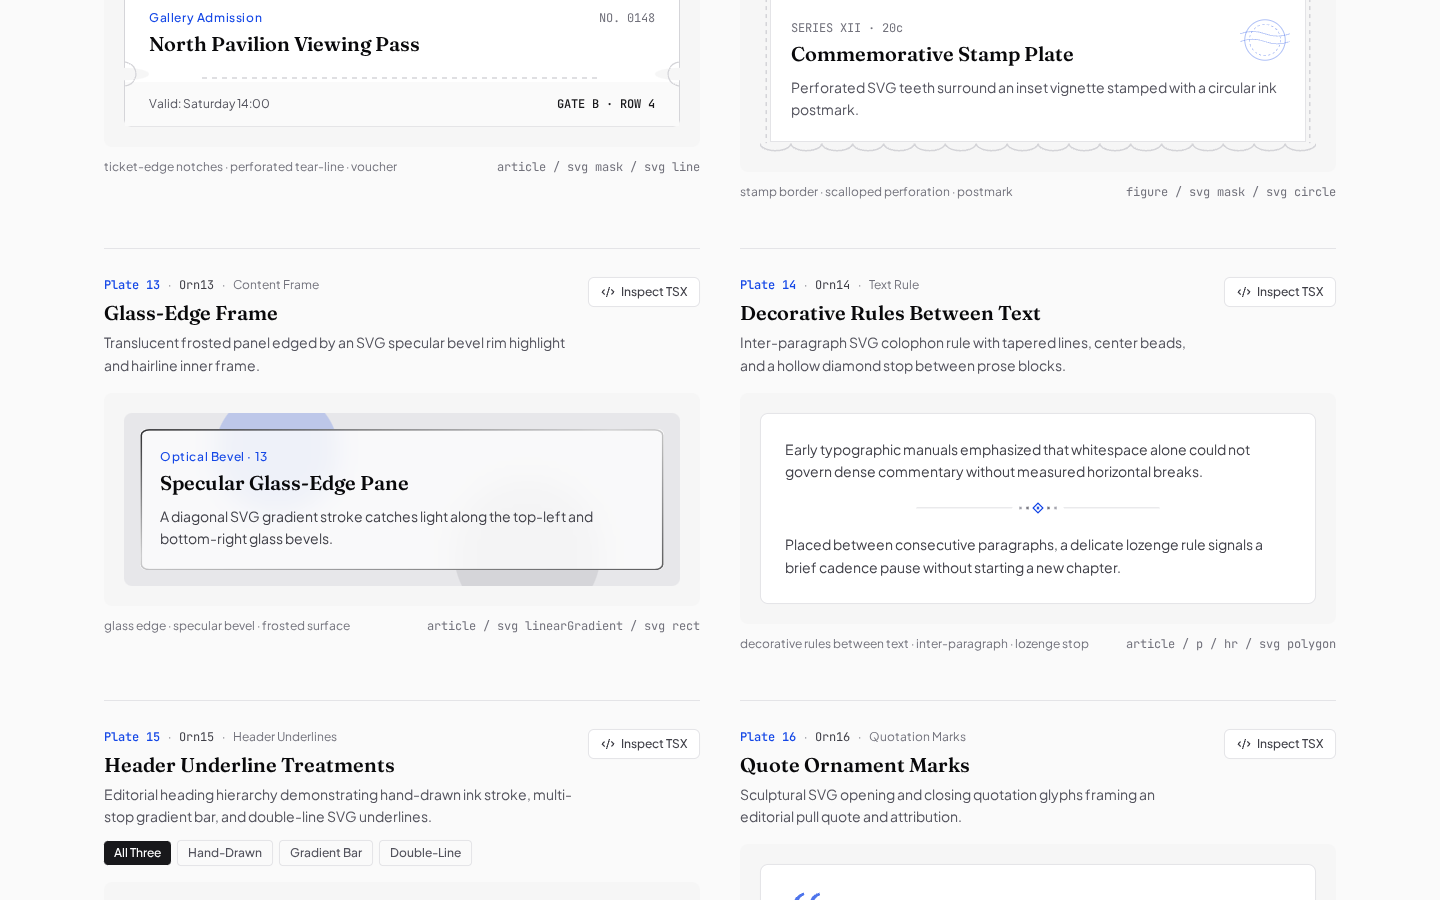 Gallery Admission
NO. 0148
North Pavilion Viewing Pass
Valid: Saturday 14:00
GATE B · ROW 4
ticket-edge notches · perforated tear-line · voucher
article / svg mask / svg line
SERIES XII · 20c
Commemorative Stamp Plate
Perforated SVG teeth surround an inset vignette stamped with a circular ink
postmark.
stamp border · scalloped perforation · postmark
figure / svg mask / svg circle
Plate 13 · Orn13 · Content Frame
Inspect TSX
Glass-Edge Frame
Translucent frosted panel edged by an SVG specular bevel rim highlight
and hairline inner frame.
Optical Bevel · 13
Specular Glass-Edge Pane
A diagonal SVG gradient stroke catches light along the top-left and
bottom-right glass bevels.
glass edge · specular bevel · frosted surface
article / svg linearGradient / svg rect
Plate 14 · Orn14 · Text Rule
Inspect TSX
Decorative Rules Between Text
Inter-paragraph SVG colophon rule with tapered lines, center beads,
and a hollow diamond stop between prose blocks.
Early typographic manuals emphasized that whitespace alone could not
govern dense commentary without measured horizontal breaks.
Placed between consecutive paragraphs, a delicate lozenge rule signals a
brief cadence pause without starting a new chapter.
decorative rules between text · inter-paragraph · lozenge stop
article / p / hr / svg polygon
Plate 15 · Orn15 · Header Underlines
Inspect TSX
Header Underline Treatments
Editorial heading hierarchy demonstrating hand-drawn ink stroke, multi-
stop gradient bar, and double-line SVG underlines.
All Three
Hand-Drawn
Gradient Bar
Double-Line
Plate 16 · Orn16 · Quotation Marks
Inspect TSX
Quote Ornament Marks
Sculptural SVG opening and closing quotation glyphs framing an
editorial pull quote and attribution.